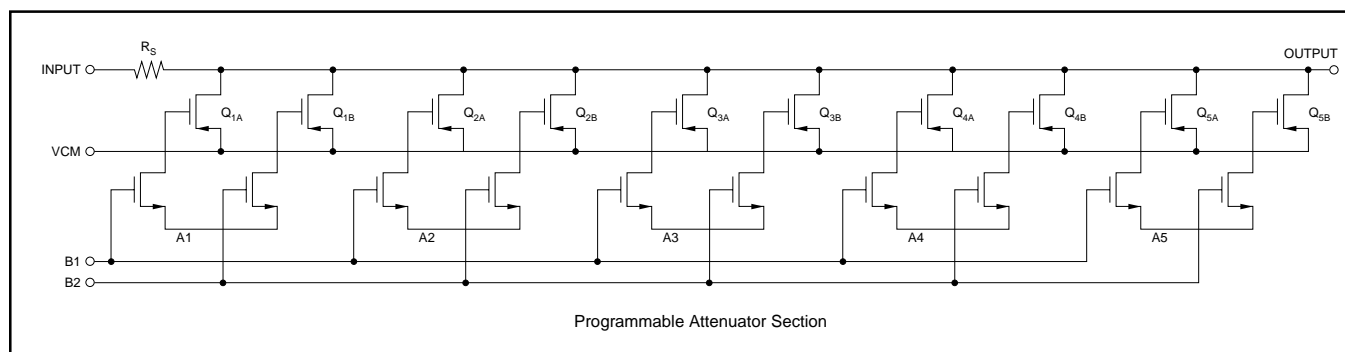 R_S
INPUT
OUTPUT
Q_1A
Q_1B
Q_2A
Q_2B
Q_3A
Q_3B
Q_4A
Q_4B
Q_5A
Q_5B
VCM
A1
A2
A3
A4
A5
B1
B2
Programmable Attenuator Section